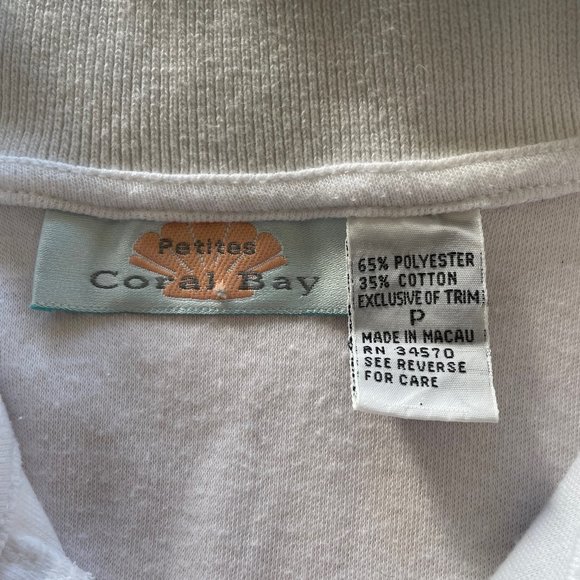 Petites
Coral Bay
65% POLYESTER
35% COTTON
EXCLUSIVE OF TRIM
P
MADE IN MACAU
RN 34570
SEE REVERSE
FOR CARE